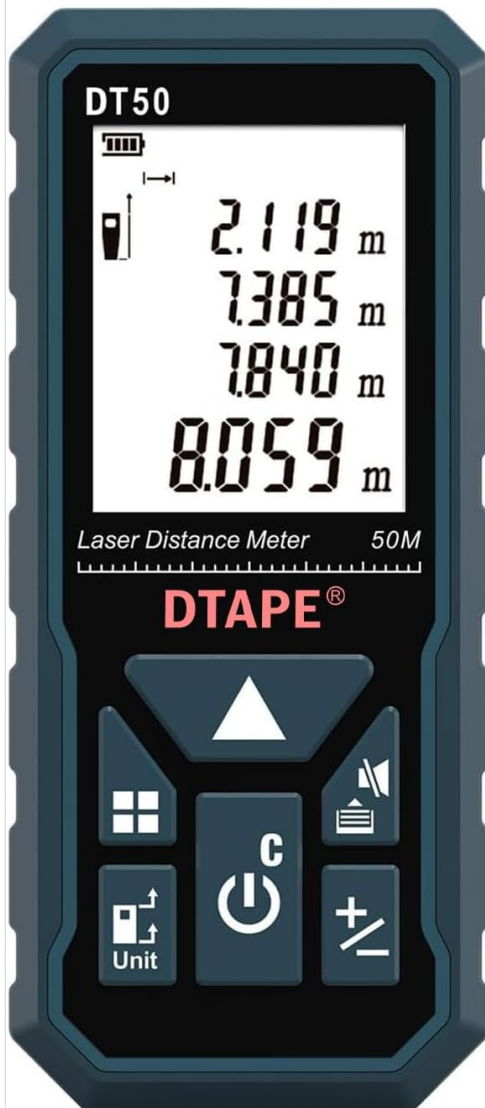 DT50
2.119 m
7.385 m
7.840 m
8.059 m
Laser Distance Meter 50M
DTAPE®
C
Unit
+/-